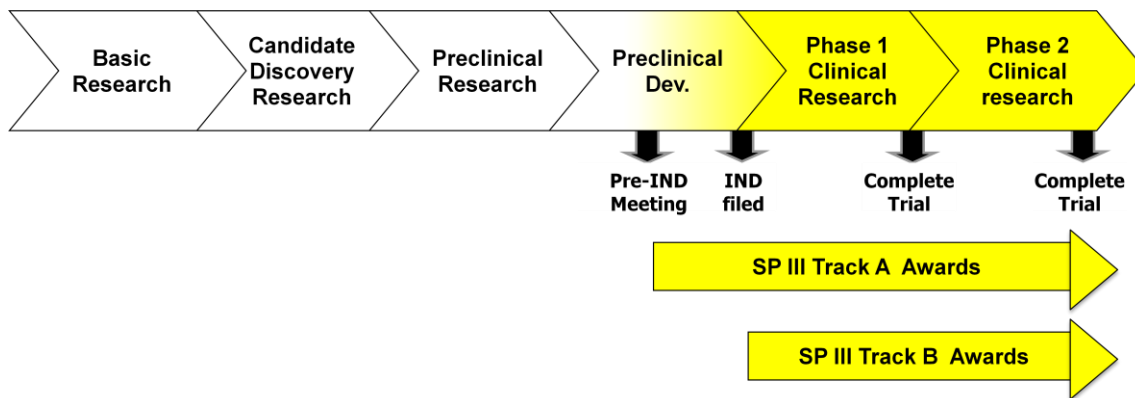 Basic
Research
Candidate
Discovery
Research
Preclinical
Research
Preclinical
Dev.
Phase 1
Clinical
Research
Phase 2
Clinical
research
Pre-IND
Meeting
IND
filed
Complete
Trial
Complete
Trial
SP III Track A Awards
SP III Track B Awards